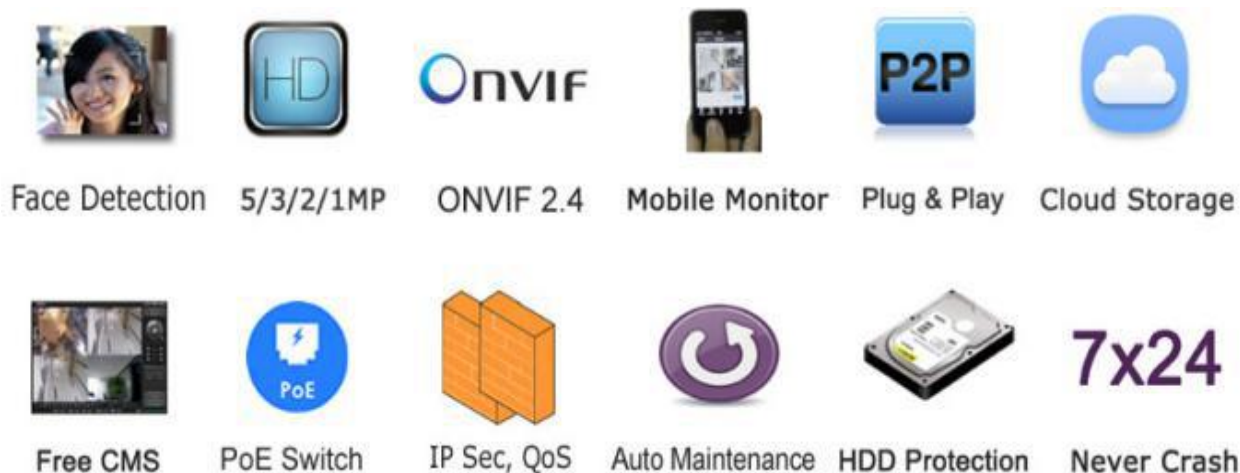 HD
ONVIF
P2P
Face Detection
5/3/2/1MP
ONVIF 2.4
Mobile Monitor
Plug & Play
Cloud Storage
PoE
7x24
Free CMS
PoE Switch
IP Sec, QoS
Auto Maintenance
HDD Protection
Never Crash